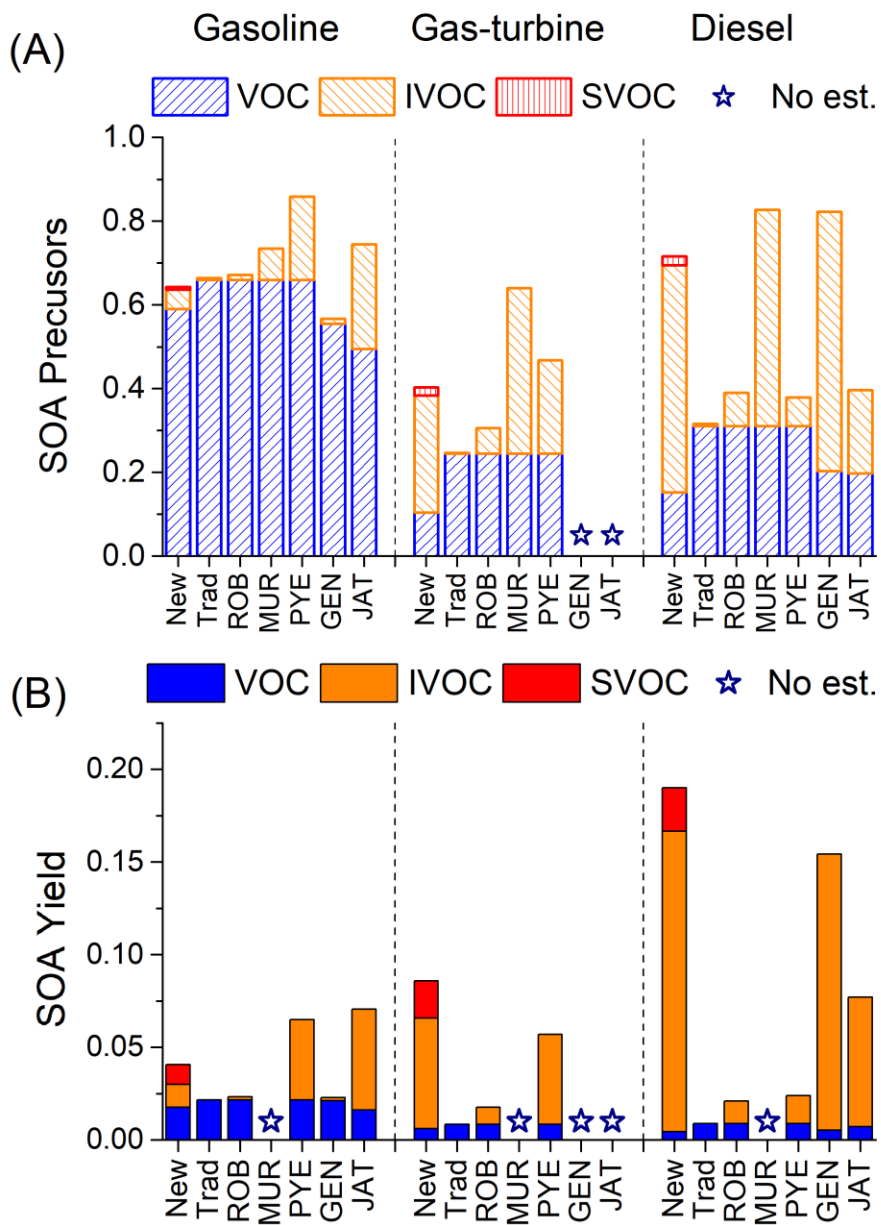 Gasoline Gas-turbine Diesel
(A)
VOC IVOC SVOC No est.
1.0
0.8
0.6
0.4
0.2
0.0
SOA Precusors
New Trad ROB MUR PYE GEN JAT New Trad ROB MUR PYE GEN JAT New Trad ROB MUR PYE GEN JAT
(B)
VOC IVOC SVOC No est.
0.20
0.15
0.10
0.05
0.00
SOA Yield
New Trad ROB MUR PYE GEN JAT New Trad ROB MUR PYE GEN JAT New Trad ROB MUR PYE GEN JAT